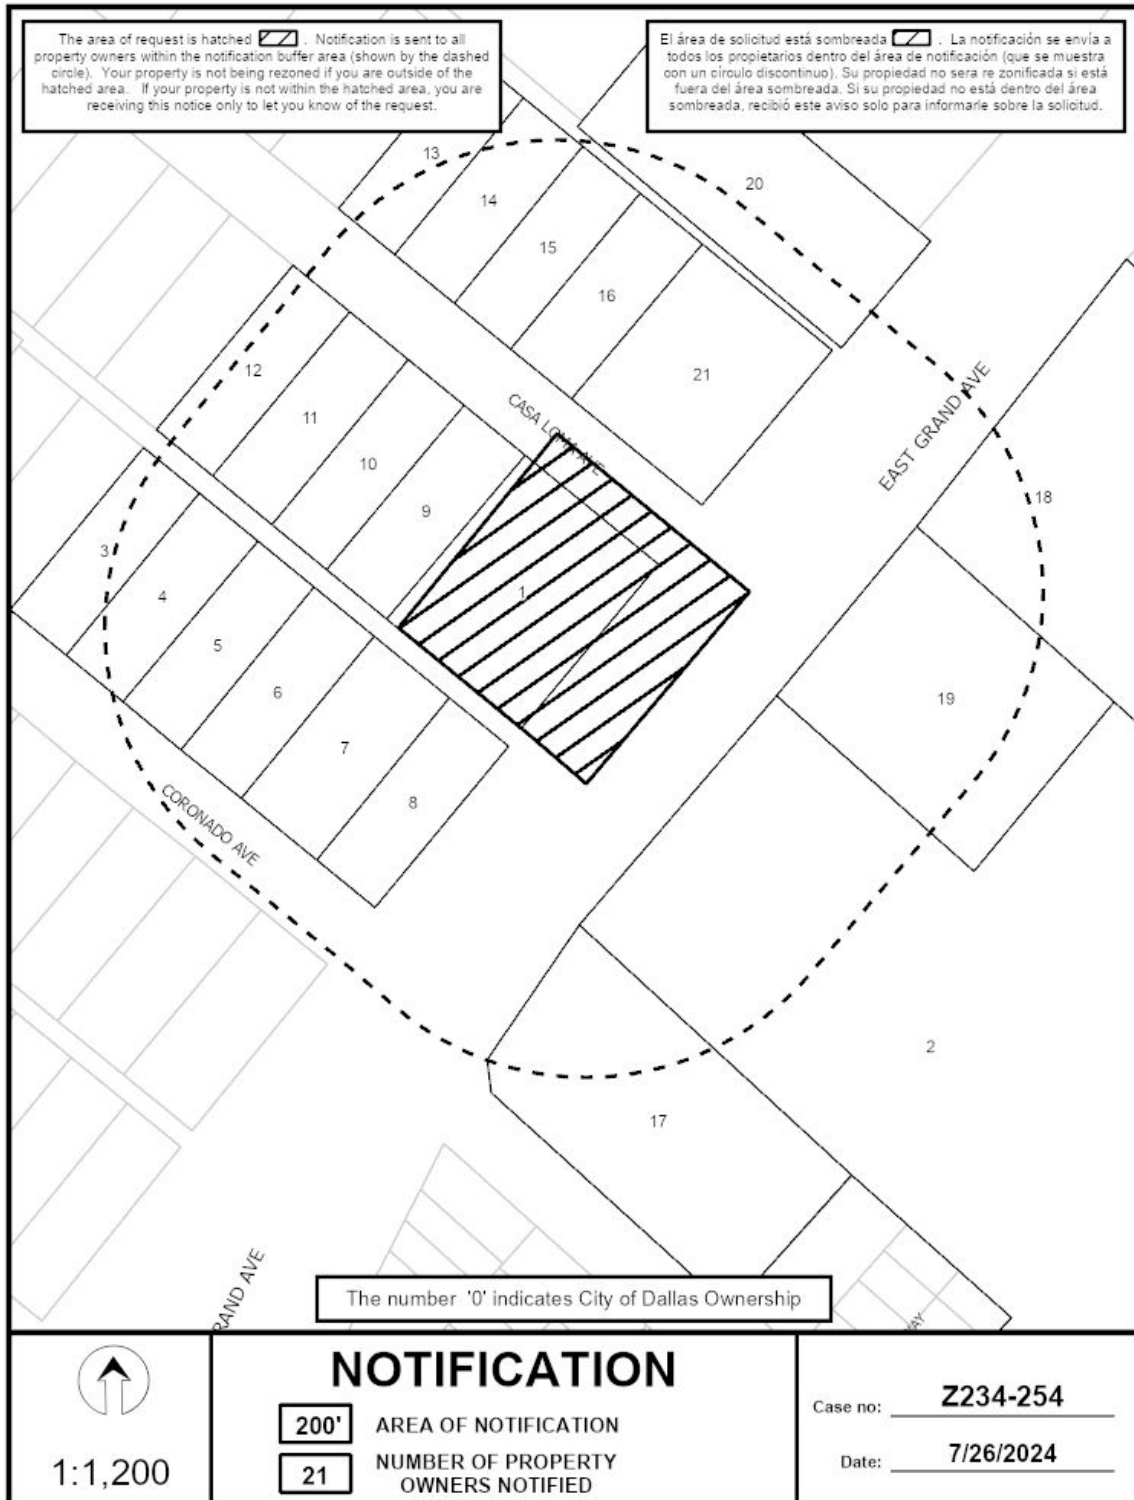 The area of request is hatched . Notification is sent to all
property owners within the notification buffer area (shown by the dashed
circle). Your property is not being rezoned if you are outside of the
hatched area. If your property is not within the hatched area, you are
receiving this notice only to let you know of the request.
El área de solicitud está sombreada . La notificación se envía a
todos los propietarios dentro del área de notificación (que se muestra
con un círculo discontinuo). Su propiedad no sera re zonificada si está
fuera del área sombreada. Si su propiedad no está dentro del área
sombreada, recibió este aviso solo para informarle sobre la solicitud.
13
20
14
15
16
12
21
CASA LOMA AVE
EAST GRAND AVE
11
10
9
18
3
1
4
5
6
19
7
8
CORONADO AVE
2
17
RAND AVE
WAY
The number '0' indicates City of Dallas Ownership
1:1,200
NOTIFICATION
200' AREA OF NOTIFICATION
21 NUMBER OF PROPERTY
OWNERS NOTIFIED
Case no: Z234-254
Date: 7/26/2024